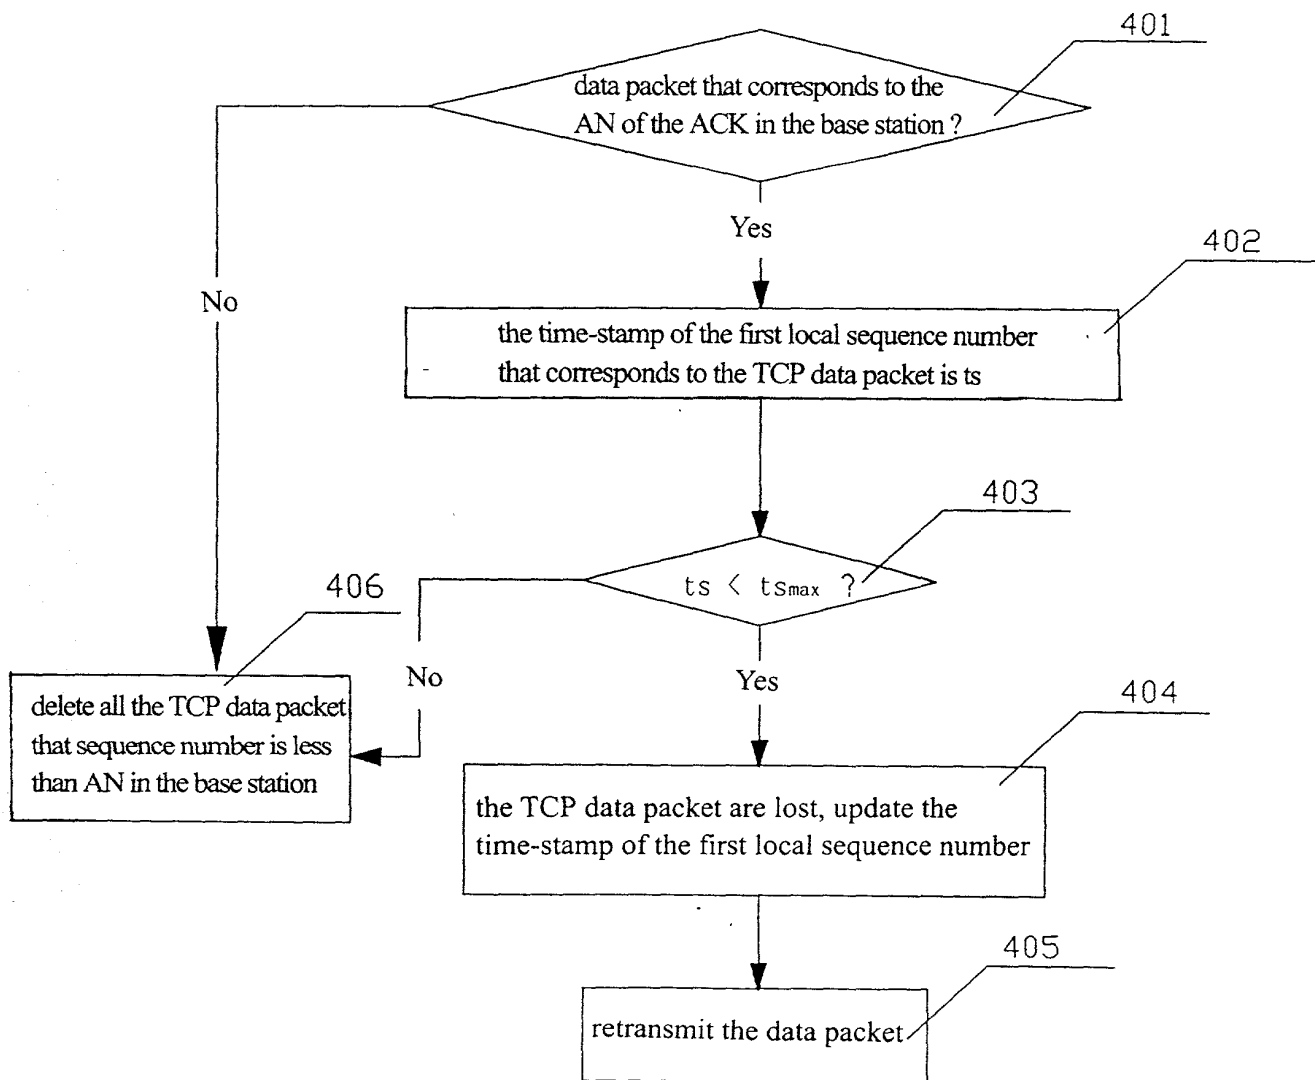 401
data packet that corresponds to the
AN of the ACK in the base station ?
Yes
402
No
the time-stamp of the first local sequence number
that corresponds to the TCP data packet is ts
403
ts < tsmax ?
406
No
Yes
delete all the TCP data packet
that sequence number is less
than AN in the base station
404
the TCP data packet are lost, update the
time-stamp of the first local sequence number
405
retransmit the data packet